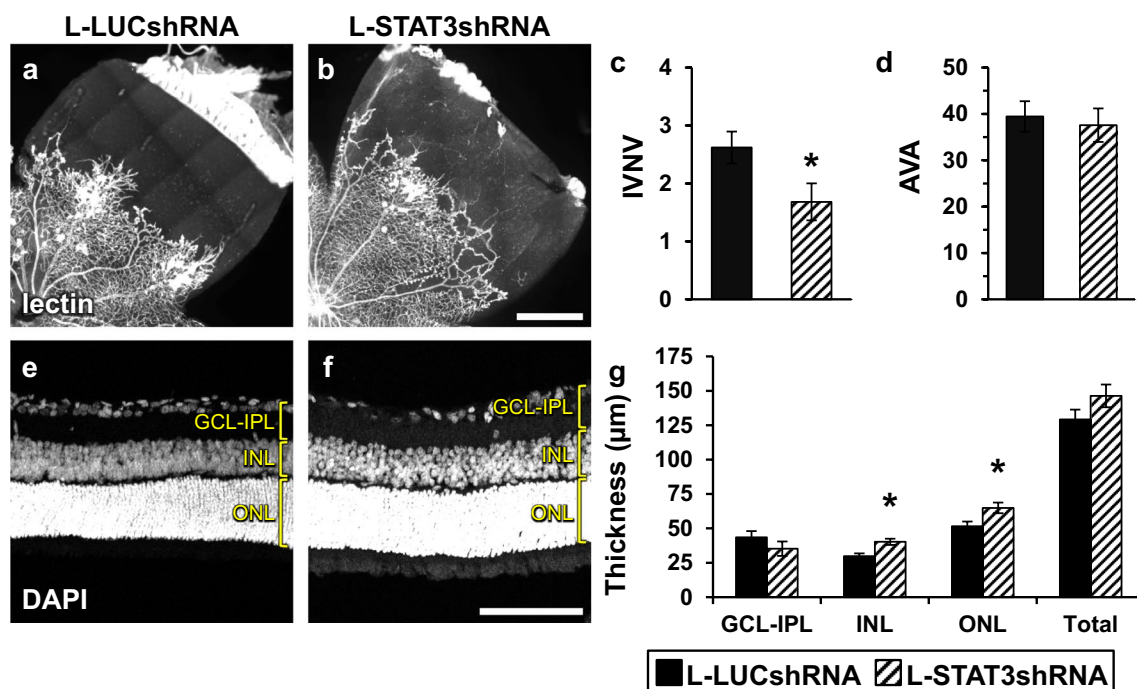 L-LUCshRNA
L-STAT3shRNA
a
b
lectin
c
IVNV
4
3
2
1
0
*
d
AVA
50
40
30
20
10
0
e
GCL-IPL
INL
ONL
DAPI
f
GCL-IPL
INL
ONL
g
Thickness (µm)
175
150
125
100
75
50
25
0
*
*
GCL-IPL INL ONL Total
L-LUCshRNA L-STAT3shRNA